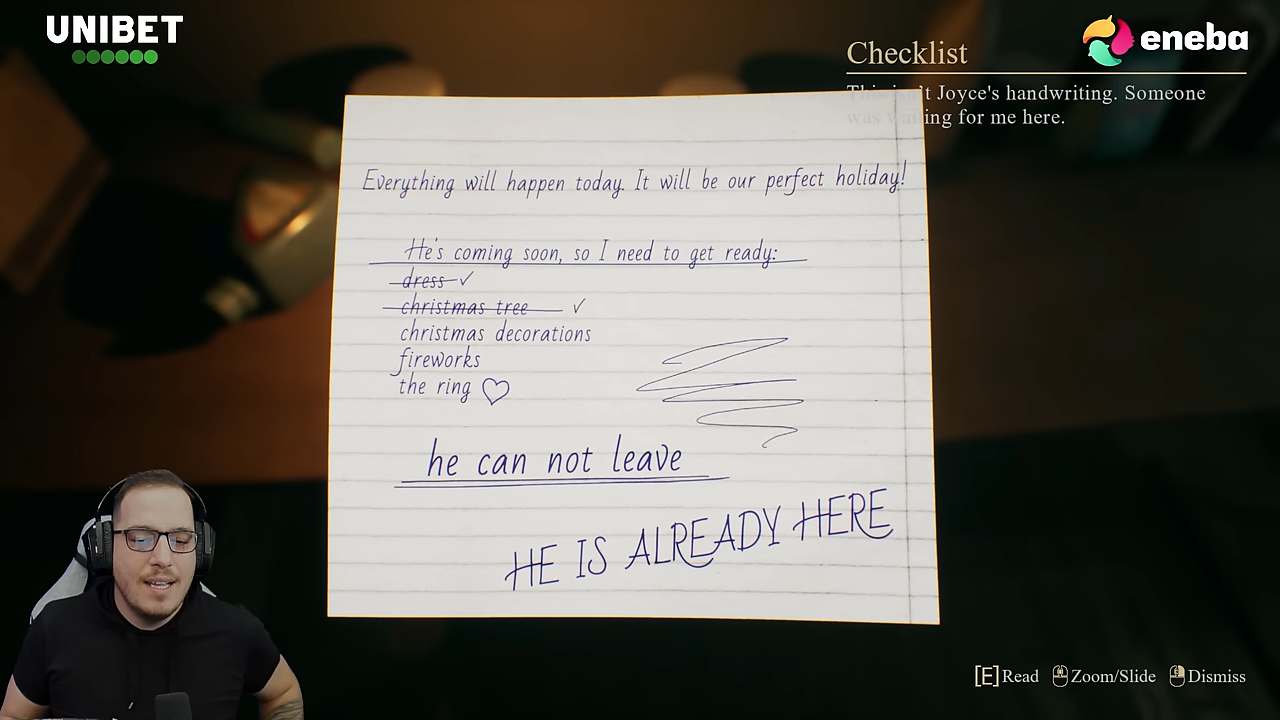 UNIBET
eneba
Checklist
This isn't Joyce's handwriting. Someone
was waiting for me here.
Everything will happen today. It will be our perfect holiday!
He's coming soon, so I need to get ready:
dress ✓
christmas tree ✓
christmas decorations
fireworks
the ring ♡
he can not leave
HE IS ALREADY HERE
[E]Read Zoom/Slide Dismiss